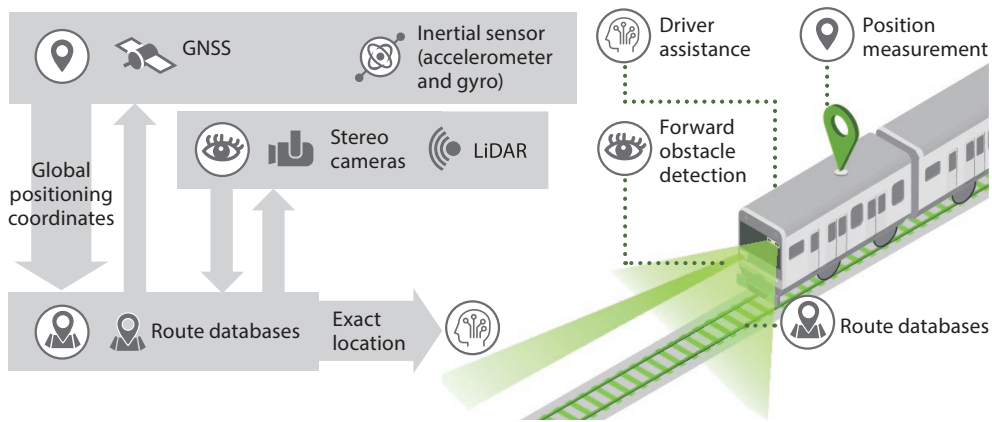 GNSS
Inertial sensor
(accelerometer
and gyro)
Stereo
cameras
LiDAR
Global
positioning
coordinates
Route databases
Exact
location
Driver
assistance
Position
measurement
Forward
obstacle
detection
Route databases